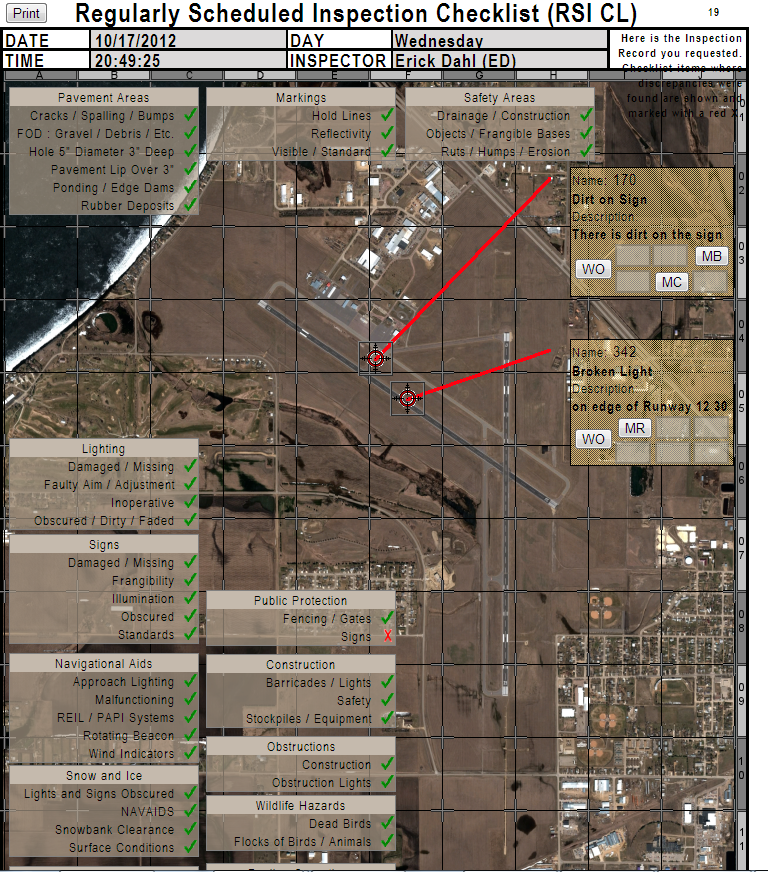 Print
Regularly Scheduled Inspection Checklist (RSI CL)
19
DATE 10/17/2012 DAY Wednesday
TIME 20:49:25 INSPECTOR Erick Dahl (ED)
Here is the Inspection
Record you requested.
Checklist items where
discrepancies were
found are shown and
marked with a red X.
A B C D E F G H
Pavement Areas
Cracks / Spalling / Bumps
FOD : Gravel / Debris / Etc.
Hole 5" Diameter 3" Deep
Pavement Lip Over 3"
Ponding / Edge Dams
Rubber Deposits
Markings
Hold Lines
Reflectivity
Visible / Standard
Safety Areas
Drainage / Construction
Objects / Frangible Bases
Ruts / Humps / Erosion
Name: 170
Dirt on Sign
Description
There is dirt on the sign
WO
MC
MB
Name: 342
Broken Light
Description
on edge of Runway 12 30
WO
MR
01
02
03
04
05
06
07
08
09
10
11
Lighting
Damaged / Missing
Faulty Aim / Adjustment
Inoperative
Obscured / Dirty / Faded
Signs
Damaged / Missing
Frangibility
Illumination
Obscured
Standards
Navigational Aids
Approach Lighting
Malfunctioning
REIL / PAPI Systems
Rotating Beacon
Wind Indicators
Snow and Ice
Lights and Signs Obscured
NAVAIDS
Snowbank Clearance
Surface Conditions
Public Protection
Fencing / Gates
Signs X
Construction
Barricades / Lights
Safety
Stockpiles / Equipment
Obstructions
Construction
Obstruction Lights
Wildlife Hazards
Dead Birds
Flocks of Birds / Animals